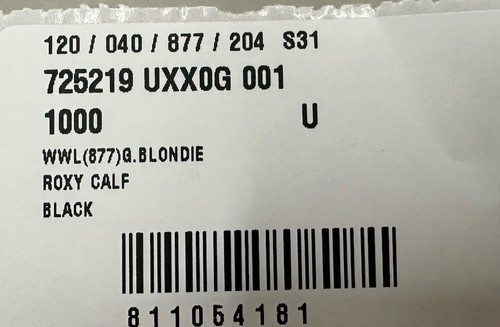 120 / 040 / 877 / 204 S31
725219 UXX0G 001
1000 U
WWL(877)G.BLONDIE
ROXY CALF
BLACK
811054181